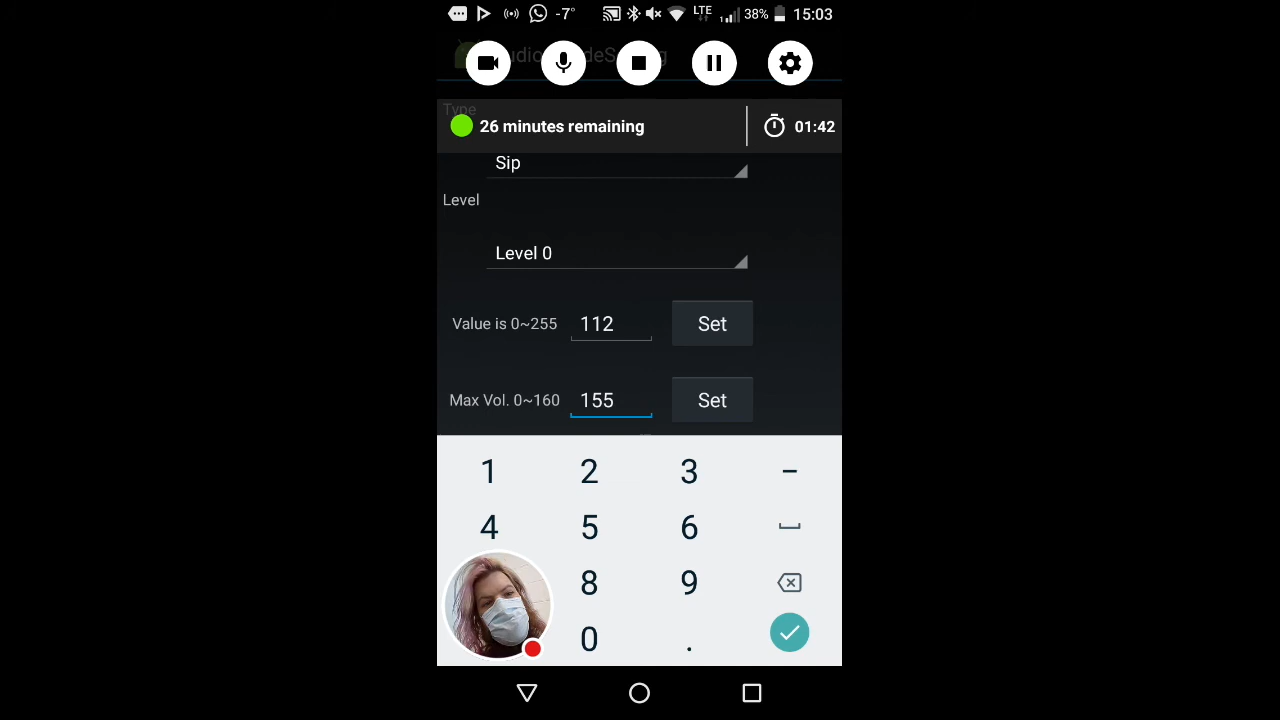 -7° LTE 38% 15:03
Type
26 minutes remaining 01:42
Sip
Level
Level 0
Value is 0~255 112 Set
Max Vol. 0~160 155 Set
1 2 3 –
4 5 6
8 9
0 .